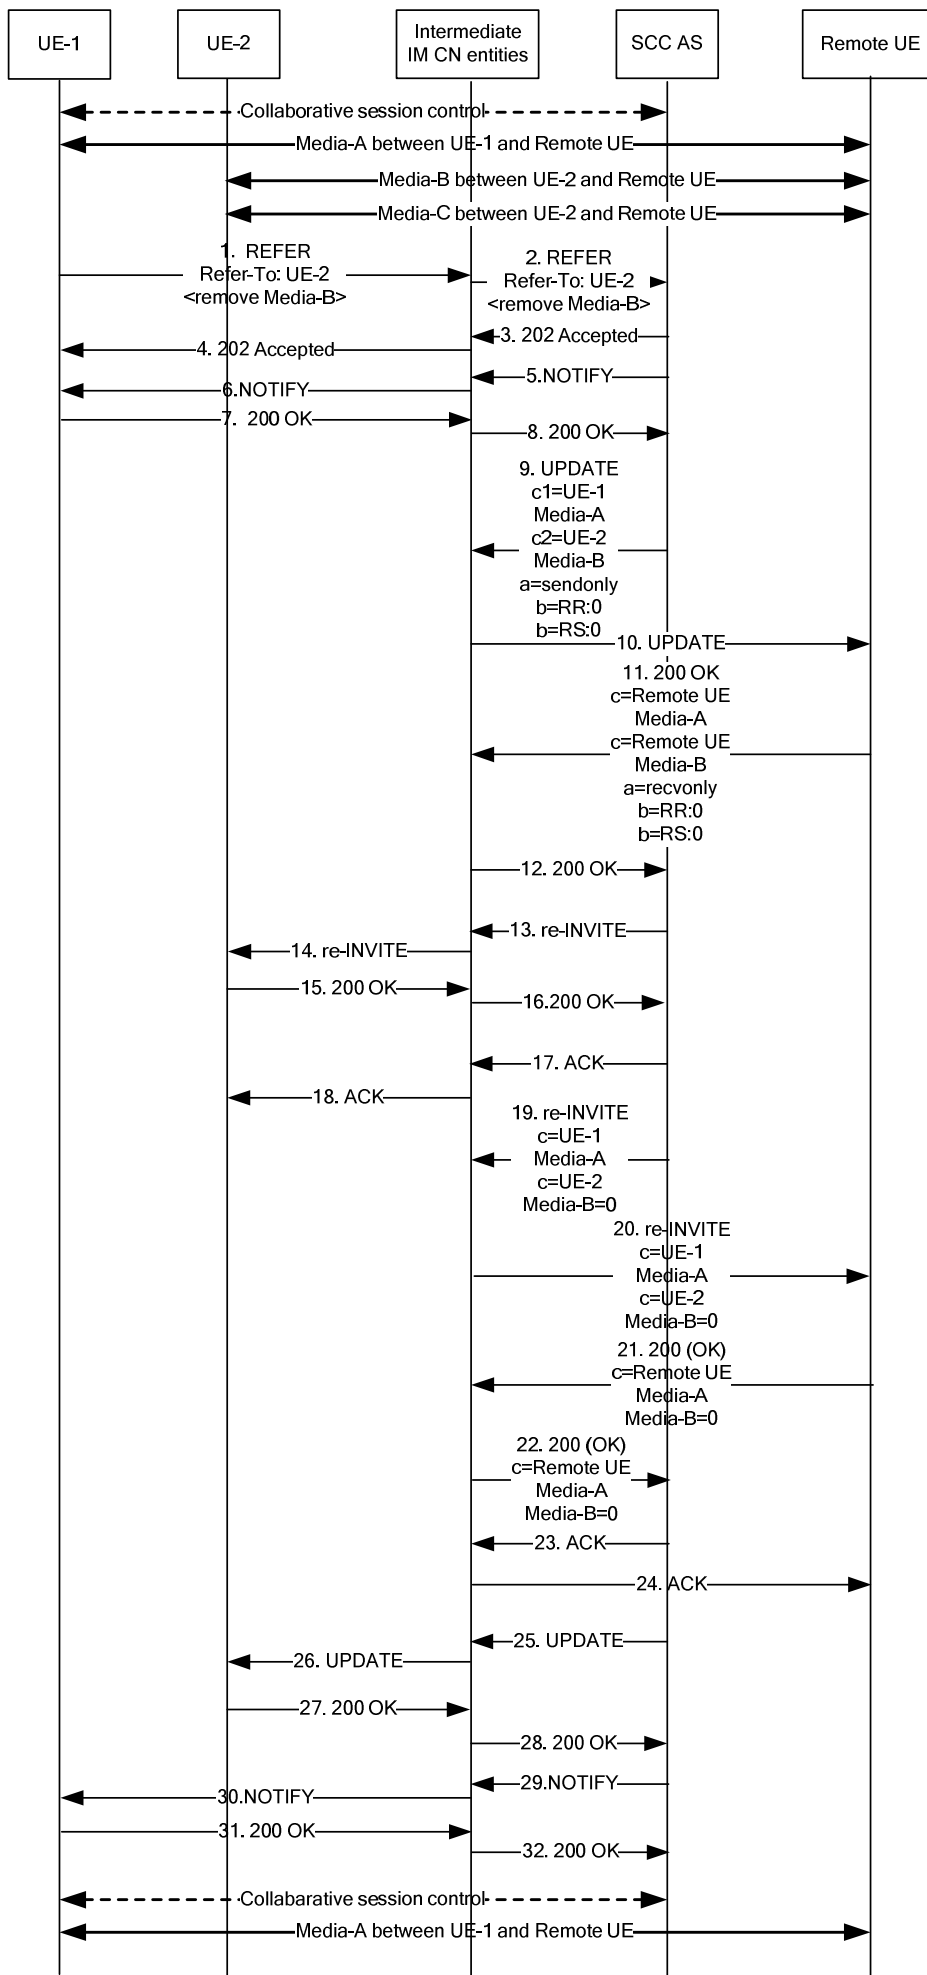 UE-1
UE-2
Intermediate
IM CN entities
SCC AS
Remote UE
Collaborative session control
Media-A between UE-1 and Remote UE
Media-B between UE-2 and Remote UE
Media-C between UE-2 and Remote UE
1. REFER
Refer-To: UE-2
<remove Media-B>
2. REFER
Refer-To: UE-2
<remove Media-B>
3. 202 Accepted
4. 202 Accepted
5.NOTIFY
6.NOTIFY
7. 200 OK
8. 200 OK
9. UPDATE
c1=UE-1
Media-A
c2=UE-2
Media-B
a=sendonly
b=RR:0
b=RS:0
10. UPDATE
11. 200 OK
c=Remote UE
Media-A
c=Remote UE
Media-B
a=recvonly
b=RR:0
b=RS:0
12. 200 OK
13. re-INVITE
14. re-INVITE
15. 200 OK
16.200 OK
17. ACK
18. ACK
19. re-INVITE
c=UE-1
Media-A
c=UE-2
Media-B=0
20. re-INVITE
c=UE-1
Media-A
c=UE-2
Media-B=0
21. 200 (OK)
c=Remote UE
Media-A
Media-B=0
22. 200 (OK)
c=Remote UE
Media-A
Media-B=0
23. ACK
24. ACK
25. UPDATE
26. UPDATE
27. 200 OK
28. 200 OK
29.NOTIFY
30.NOTIFY
31. 200 OK
32. 200 OK
Collabarative session control
Media-A between UE-1 and Remote UE